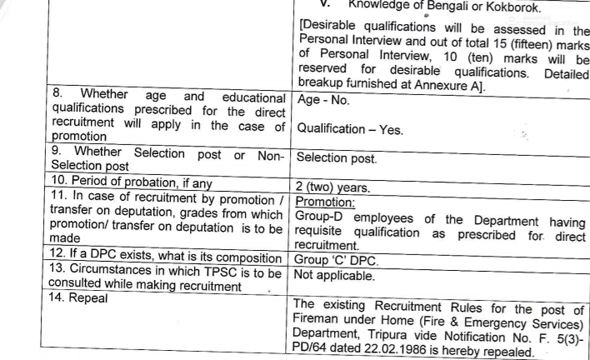 v. Knowledge of Bengali or Kokborok.
[Desirable qualifications will be assessed in the
Personal Interview and out of total 15 (fifteen) marks
of Personal Interview, 10 (ten) marks will be
reserved for desirable qualifications. Detailed
breakup furnished at Annexure A].
8. Whether age and educational
qualifications prescribed for the direct
recruitment will apply in the case of
promotion
Age - No.
Qualification – Yes.
9. Whether Selection post or Non-
Selection post
Selection post.
10. Period of probation, if any
2 (two) years.
11. In case of recruitment by promotion /
transfer on deputation, grades from which
promotion/ transfer on deputation is to be
made
Promotion:
Group-D employees of the Department having
requisite qualification as prescribed for direct
recruitment.
12. If a DPC exists, what is its composition
Group 'C' DPC.
13. Circumstances in which TPSC is to be
consulted while making recruitment
Not applicable.
14. Repeal
The existing Recruitment Rules for the post of
Fireman under Home (Fire & Emergency Services)
Department, Tripura vide Notification No. F. 5(3)-
PD/64 dated 22.02.1986 is hereby repealed.